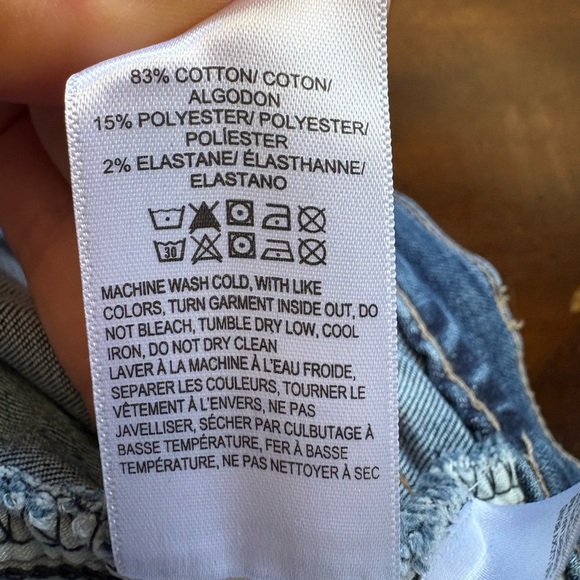 83% COTTON/ COTON/
ALGODON
15% POLYESTER/ POLYESTER/
POLÍESTER
2% ELASTANE/ ÉLASTHANNE/
ELASTANO
30
MACHINE WASH COLD, WITH LIKE
COLORS, TURN GARMENT INSIDE OUT, DO
NOT BLEACH, TUMBLE DRY LOW, COOL
IRON, DO NOT DRY CLEAN
LAVER À LA MACHINE À L'EAU FROIDE,
SEPARER LES COULEURS, TOURNER LE
VÊTEMENT À L'ENVERS, NE PAS
JAVELLISER, SÉCHER PAR CULBUTAGE À
BASSE TEMPÉRATURE, FER À BASSE
TEMPÉRATURE, NE PAS NETTOYER À SEC